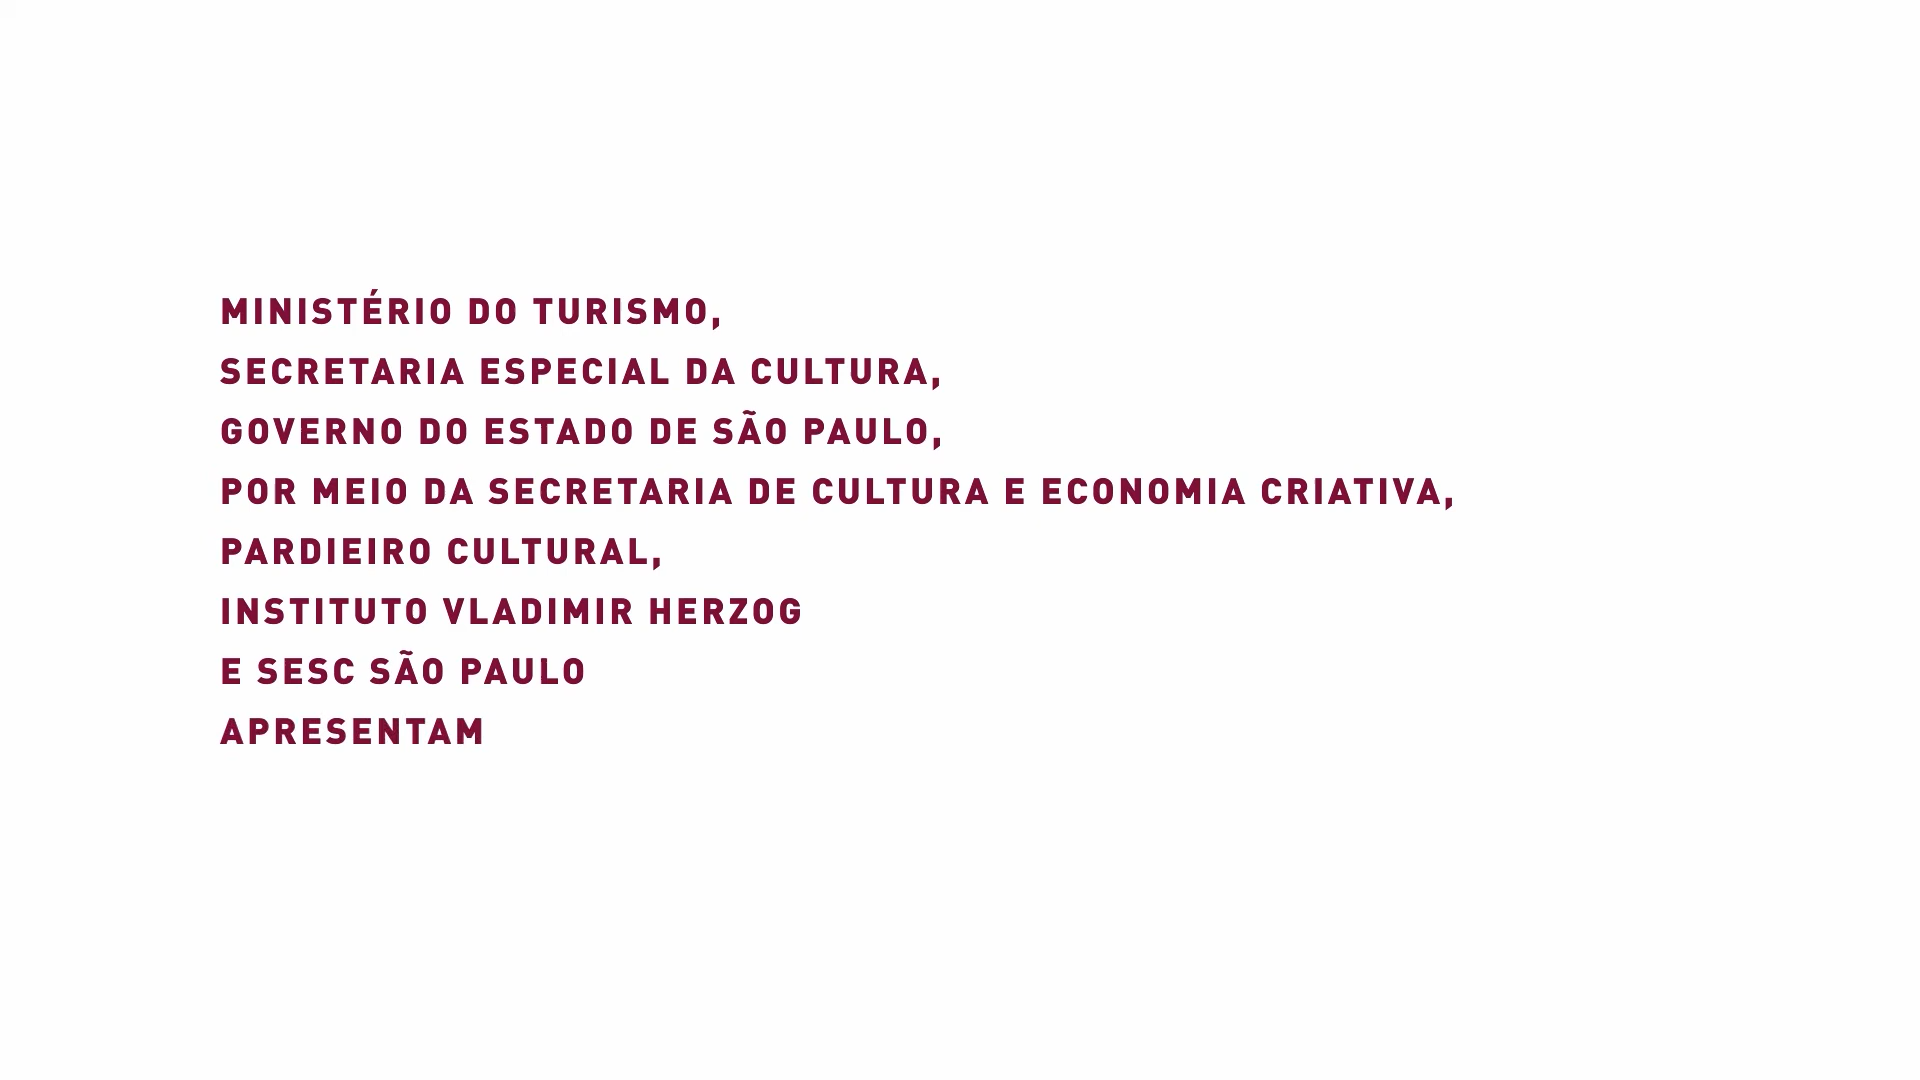 MINISTÉRIO DO TURISMO,
SECRETARIA ESPECIAL DA CULTURA,
GOVERNO DO ESTADO DE SÃO PAULO,
POR MEIO DA SECRETARIA DE CULTURA E ECONOMIA CRIATIVA,
PARDIEIRO CULTURAL,
INSTITUTO VLADIMIR HERZOG
E SESC SÃO PAULO
APRESENTAM